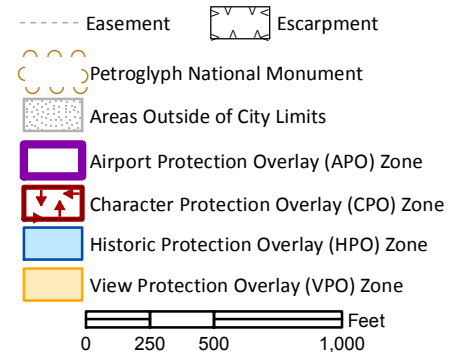 Easement Escarpment
Petroglyph National Monument
Areas Outside of City Limits
Airport Protection Overlay (APO) Zone
Character Protection Overlay (CPO) Zone
Historic Protection Overlay (HPO) Zone
View Protection Overlay (VPO) Zone
Feet
0 250 500 1,000